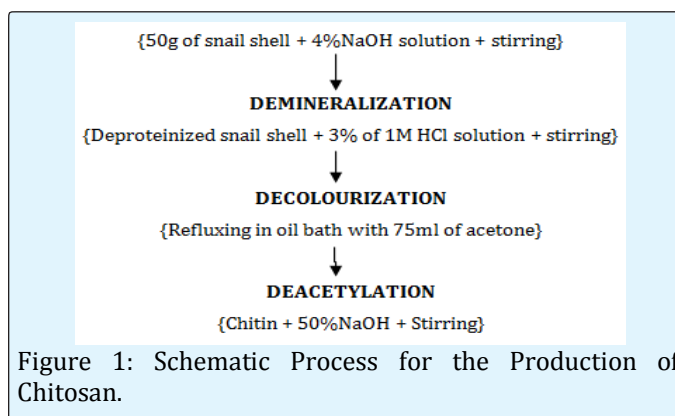 {50g of snail shell + 4%NaOH solution + stirring}
DEMINERALIZATION
{Deproteinized snail shell + 3% of 1M HCl solution + stirring}
DECOLOURIZATION
{Refluxing in oil bath with 75ml of acetone}
DEACETYLATION
{Chitin + 50%NaOH + Stirring}
Figure 1: Schematic Process for the Production of
Chitosan.